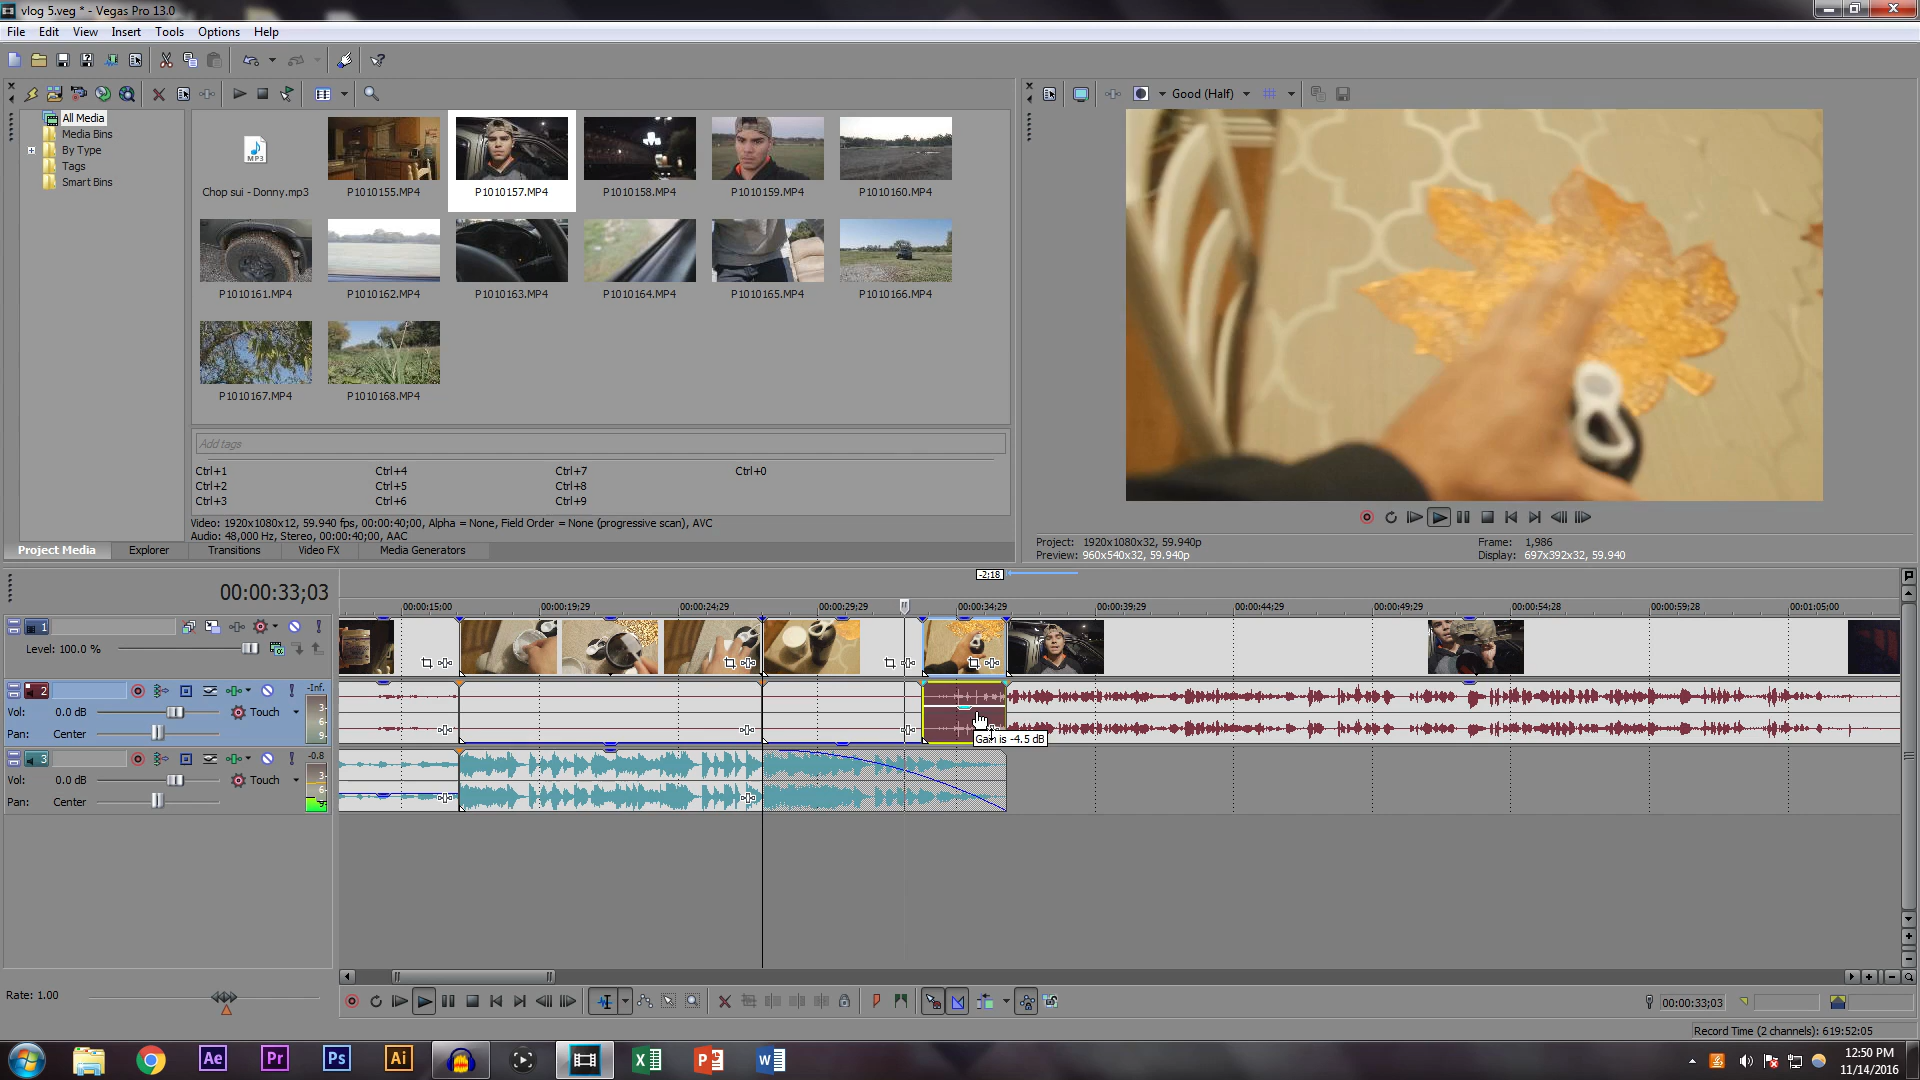 vlog 5.veg * - Vegas Pro 13.0
File Edit View Insert Tools Options Help
Good (Half)
All Media
Media Bins
By Type
Tags
Smart Bins
MP3
Chop sui - Donny.mp3 P1010155.MP4 P1010157.MP4 P1010158.MP4 P1010159.MP4 P1010160.MP4
P1010161.MP4 P1010162.MP4 P1010163.MP4 P1010164.MP4 P1010165.MP4 P1010166.MP4
P1010167.MP4 P1010168.MP4
Add tags
Ctrl+1 Ctrl+4 Ctrl+7 Ctrl+0
Ctrl+2 Ctrl+5 Ctrl+8
Ctrl+3 Ctrl+6 Ctrl+9
Video: 1920x1080x12, 59.940 fps, 00:00:40;00, Alpha = None, Field Order = None (progressive scan), AVC
Audio: 48,000 Hz, Stereo, 00:00:40;00, AAC
Project Media Explorer Transitions Video FX Media Generators
Project: 1920x1080x32, 59.940p Frame: 1,986
Preview: 960x540x32, 59.940p Display: 697x392x32, 59.940
-2;18
00:00:33;03
00:00:15:00 00:00:19;29 00:00:24;29 00:00:29;29 00:00:34;29 00:00:39;29 00:00:44;29 00:00:49;29 00:00:54;28 00:00:59;28 00:01:05:00
1
Level: 100.0 %
2 -Inf.
Vol: 0.0 dB Touch
3-
6-
9-
Pan: Center
Gain is -4.5 dB
3 -0.8
Vol: 0.0 dB Touch
3-
6-
9-
Pan: Center
Rate: 1.00
00:00:33;03
Record Time (2 channels): 619:52:05
Ae Pr Ps Ai
12:50 PM
11/14/2016